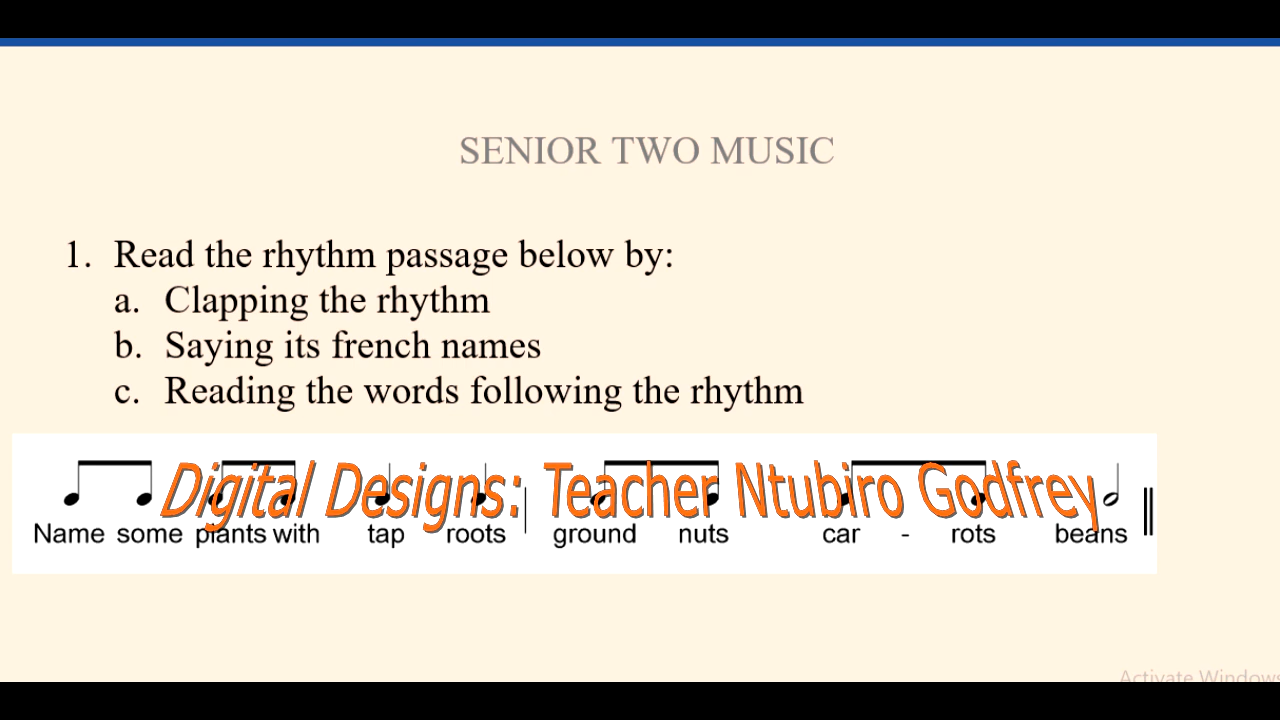 SENIOR TWO MUSIC
1. Read the rhythm passage below by:
a. Clapping the rhythm
b. Saying its french names
c. Reading the words following the rhythm
Digital Designs: Teacher Ntubiro Godfrey
Name some plants with tap roots ground nuts car - rots beans
Activate Windows